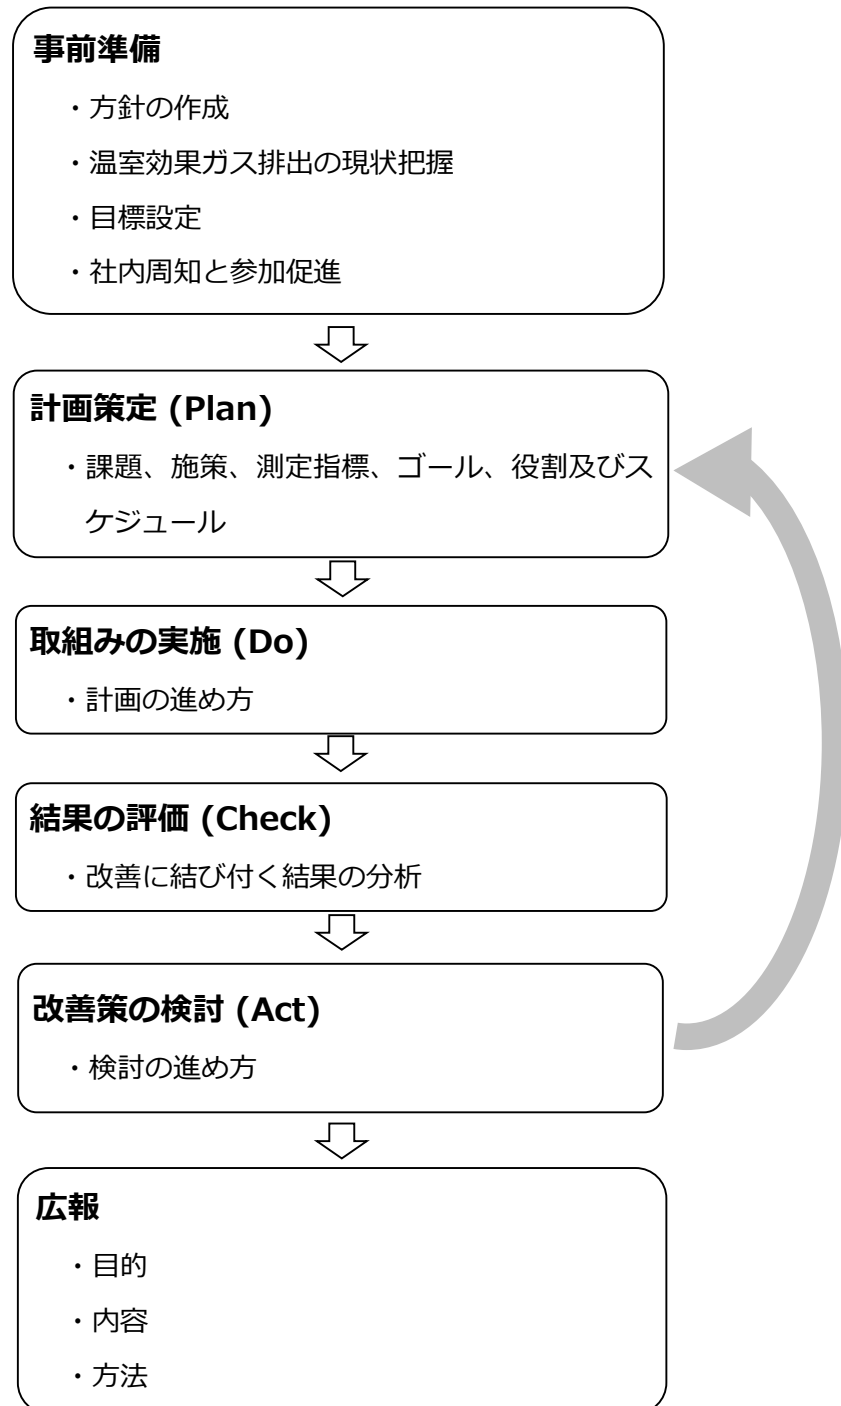 事前準備
・方針の作成
・温室効果ガス排出の現状把握
・目標設定
・社内周知と参加促進
計画策定 (Plan)
・課題、施策、測定指標、ゴール、役割及びス
ケジュール
取組みの実施 (Do)
・計画の進め方
結果の評価 (Check)
・改善に結び付く結果の分析
改善策の検討 (Act)
・検討の進め方
広報
・目的
・内容
・方法